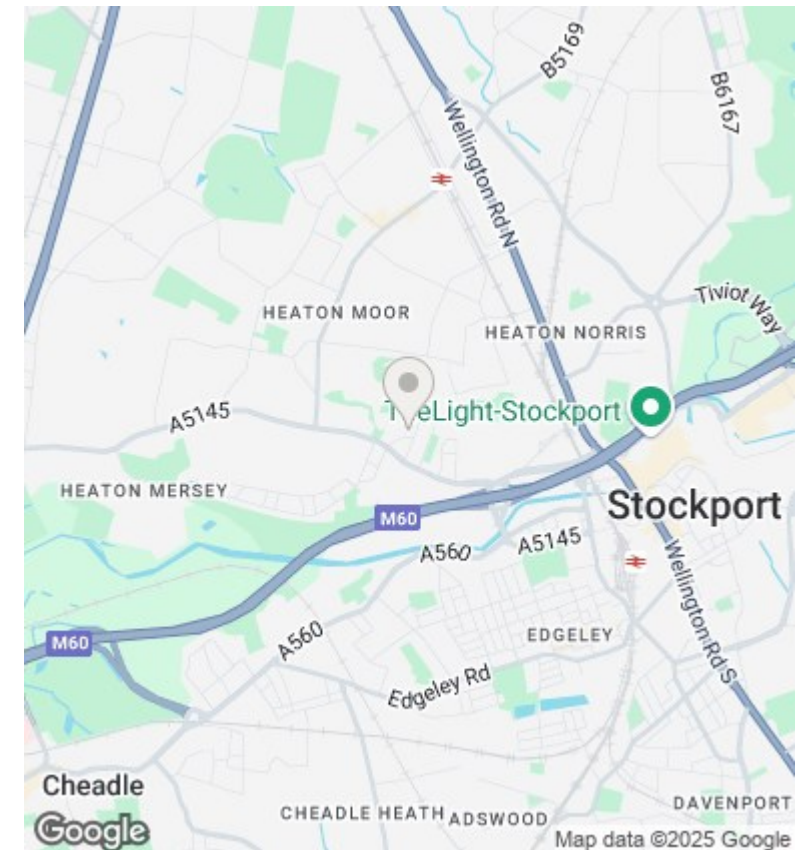 B5169
B6167
Wellington Rd N
HEATON MOOR
Tiviot Way
HEATON NORRIS
A5145
Light-Stockport
HEATON MERSEY
M60
Stockport
A560
A5145
M60
A560
EDGELEY
Wellington Rd S
Edgeley Rd
Cheadle
CHEADLE HEATH
ADSWOOD
DAVENPORT
Google
Map data ©2025 Google